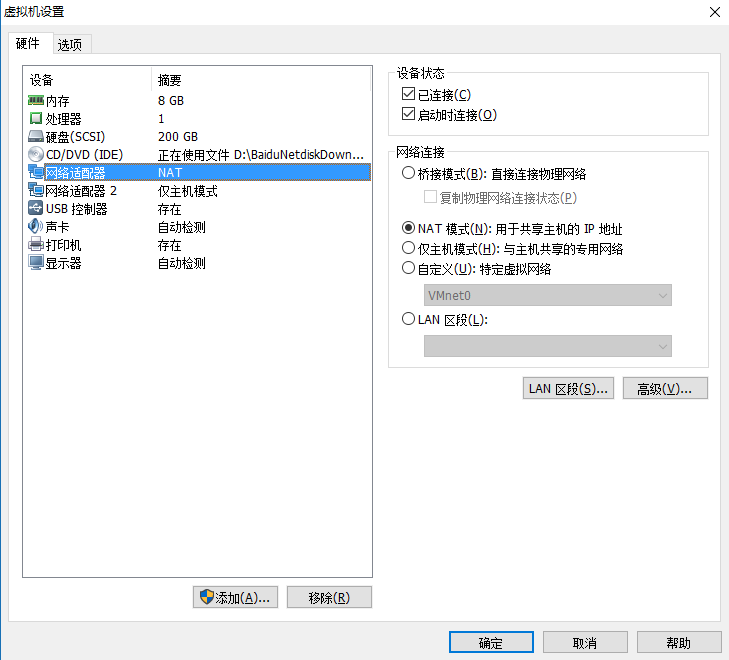 虚拟机设置
硬件 选项
设备 摘要
内存 8 GB
处理器 1
硬盘(SCSI) 200 GB
CD/DVD (IDE) 正在使用文件 D:\BaiduNetdiskDown...
网络适配器 NAT
网络适配器 2 仅主机模式
USB 控制器 存在
声卡 自动检测
打印机 存在
显示器 自动检测
添加(A)... 移除(R)
设备状态
已连接(C)
启动时连接(O)
网络连接
桥接模式(B): 直接连接物理网络
复制物理网络连接状态(P)
NAT 模式(N): 用于共享主机的 IP 地址
仅主机模式(H): 与主机共享的专用网络
自定义(U): 特定虚拟网络
VMnet0
LAN 区段(L):
LAN 区段(S)... 高级(V)...
确定 取消 帮助